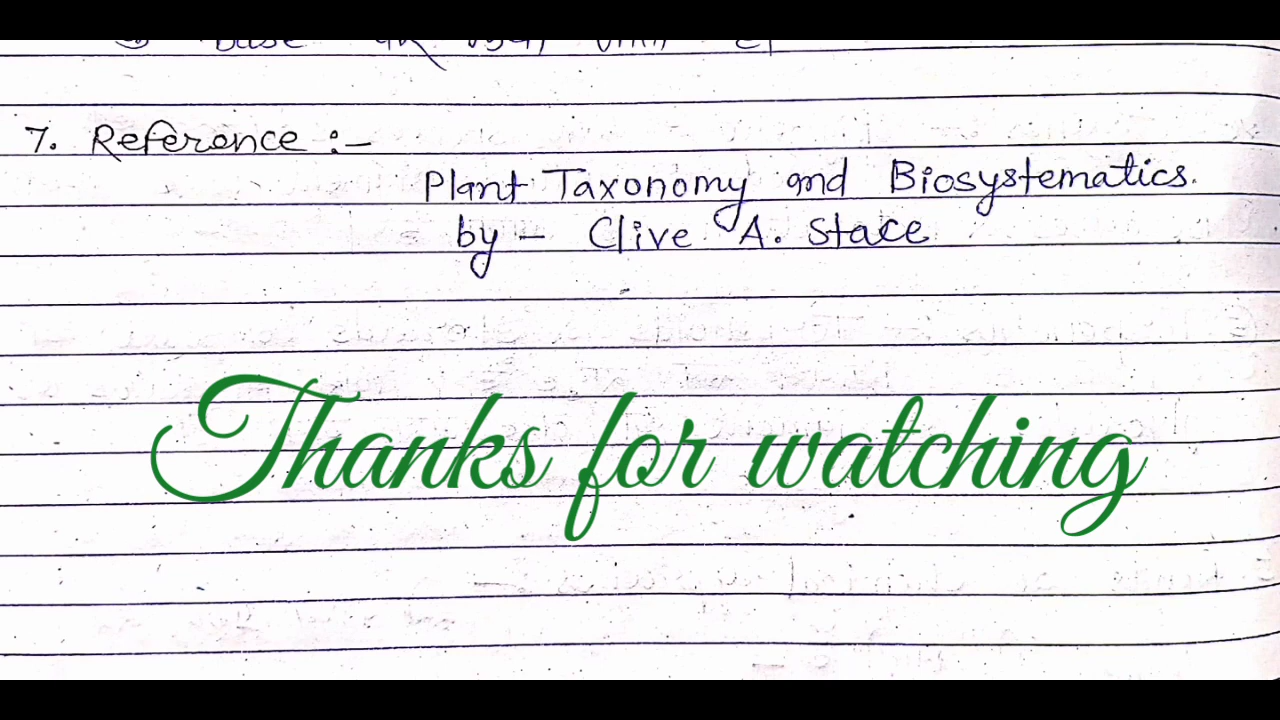 7. Reference :-
Plant Taxonomy and Biosystematics.
by - Clive A. Stace
Thanks for watching